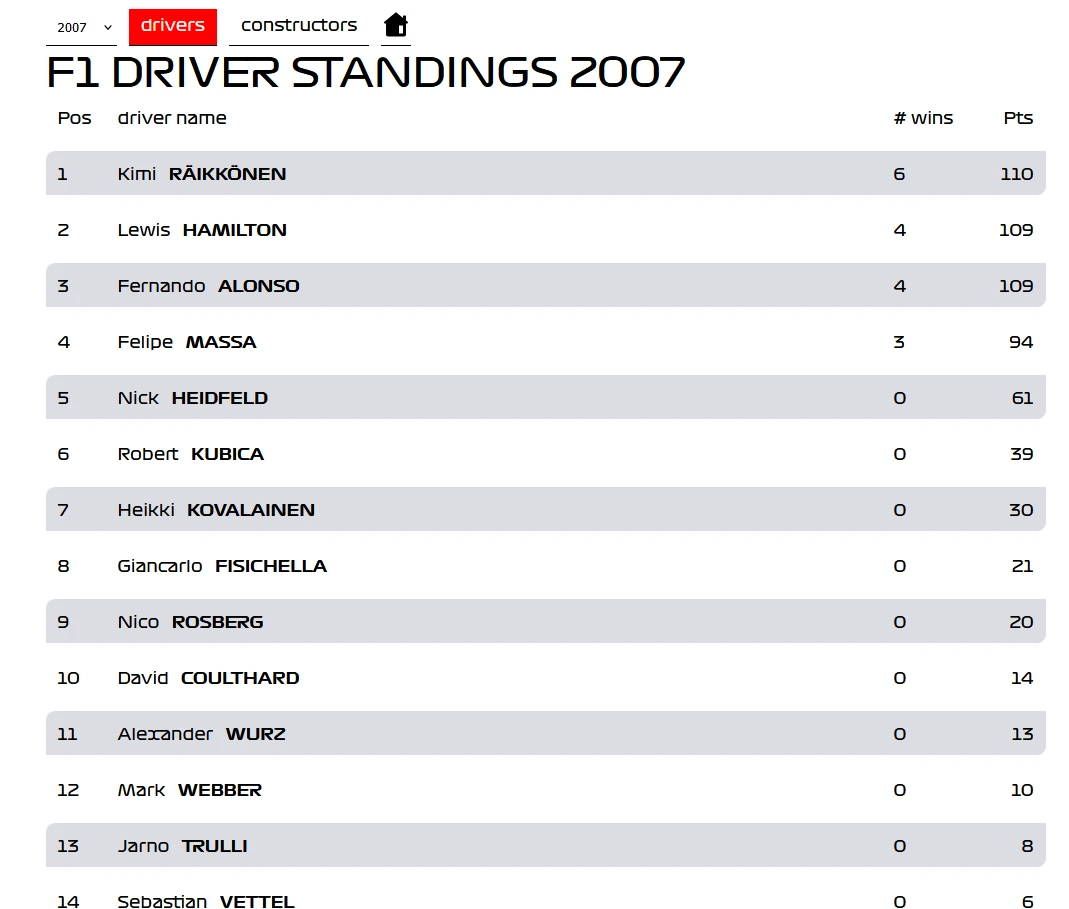 2007 drivers constructors
F1 DRIVER STANDINGS 2007
Pos driver name # wins Pts
1 Kimi RÄIKKÖNEN 6 110
2 Lewis HAMILTON 4 109
3 Fernando ALONSO 4 109
4 Felipe MASSA 3 94
5 Nick HEIDFELD 0 61
6 Robert KUBICA 0 39
7 Heikki KOVALAINEN 0 30
8 Giancarlo FISICHELLA 0 21
9 Nico ROSBERG 0 20
10 David COULTHARD 0 14
11 Alexander WURZ 0 13
12 Mark WEBBER 0 10
13 Jarno TRULLI 0 8
14 Sebastian VETTEL 0 6